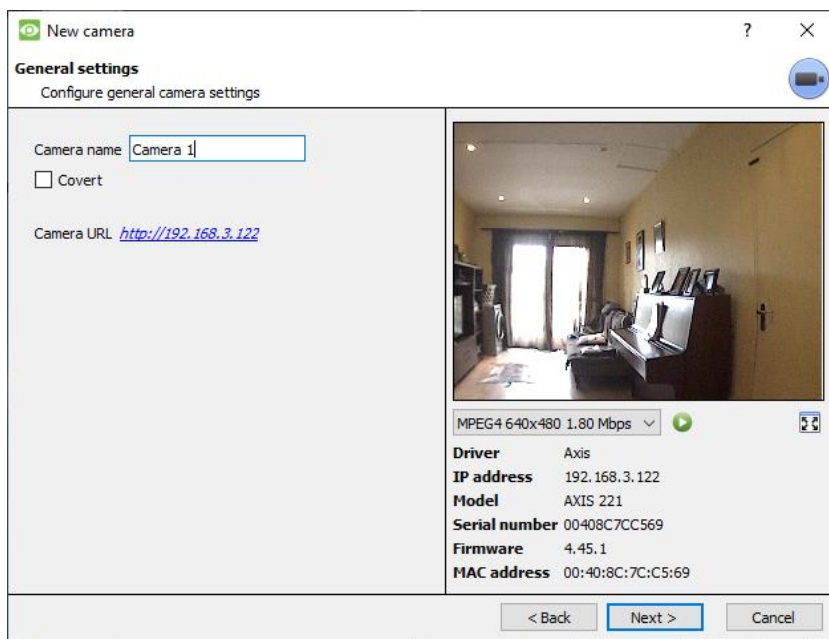 New camera
?
General settings
Configure general camera settings
Camera name Camera 1
Covert
Camera URL http://192.168.3.122
MPEG4 640x480 1.80 Mbps
Driver Axis
IP address 192.168.3.122
Model AXIS 221
Serial number 00408C7CC569
Firmware 4.45.1
MAC address 00:40:8C:7C:C5:69
< Back Next > Cancel